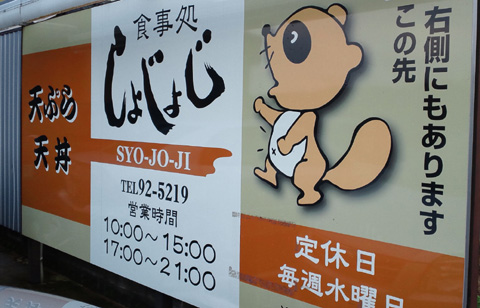 天ぷら
天丼
食事処
しょじょじ
SYO-JO-JI
TEL92-5219
営業時間
10:00～15:00
17:00～21:00
この先
右側にもあります
定休日
毎週水曜日